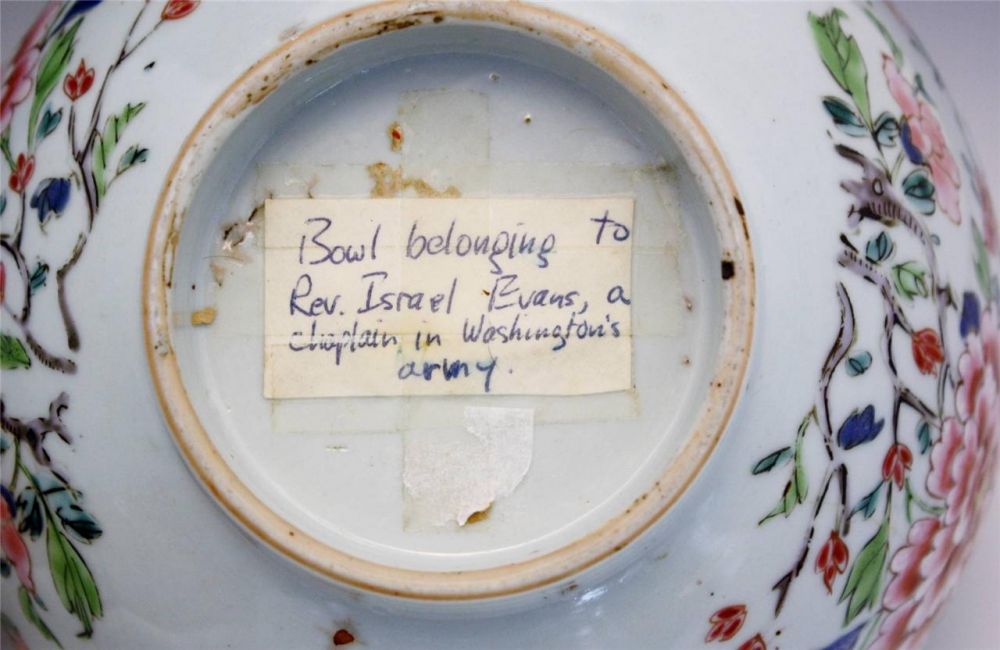 Bowl belonging to
Rev. Israel Evans, a
chaplain in Washington's
army.